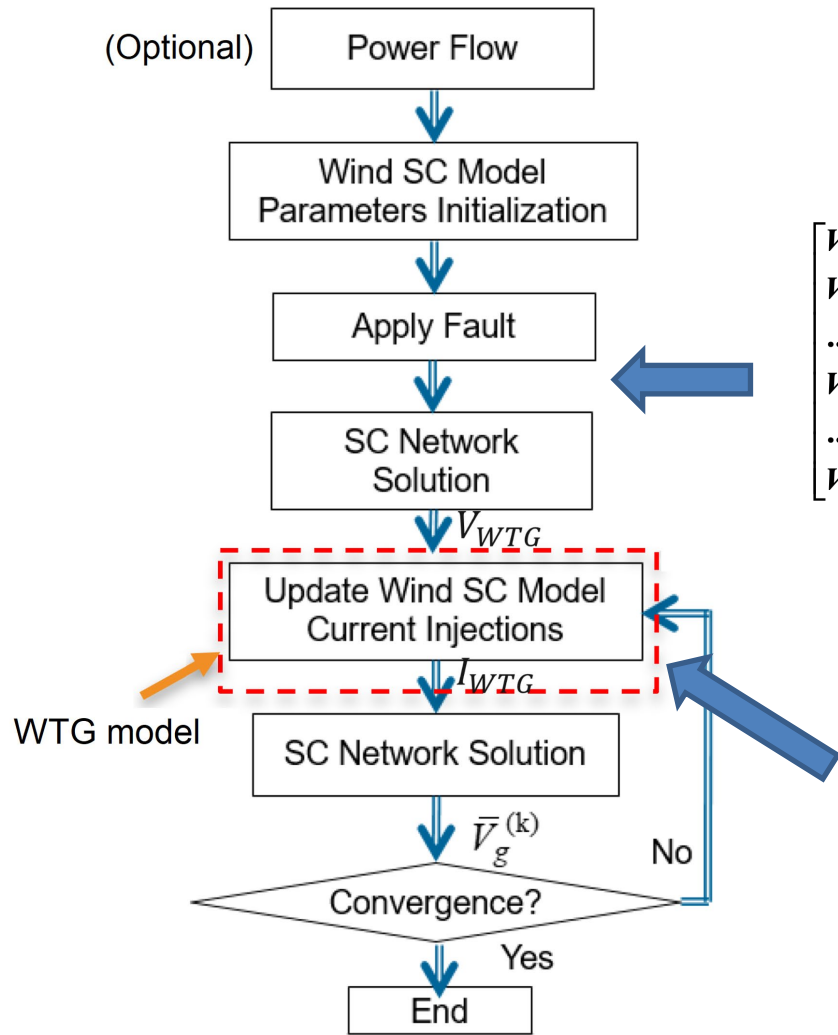 (Optional)
Power Flow
Wind SC Model
Parameters Initialization
Apply Fault
SC Network
Solution
V_WTG
Update Wind SC Model
Current Injections
I_WTG
WTG model
SC Network Solution
V̅_g^(k)
No
Convergence?
Yes
End
V
V
..
V
..
V